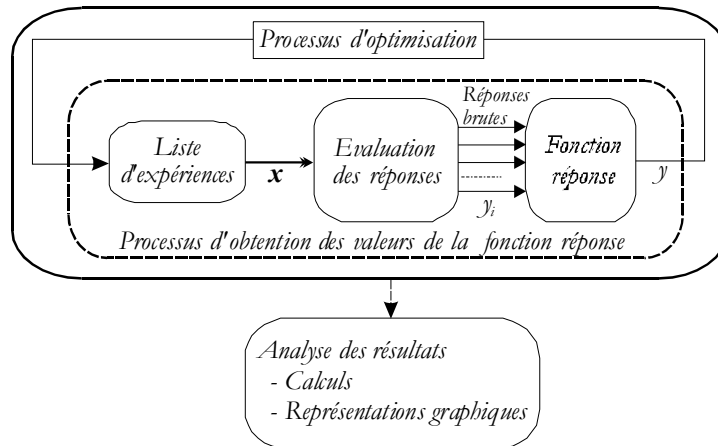 Processus d'optimisation
Réponses
brutes
Liste
d'expériences
x
Evaluation
des réponses
y_i
Fonction
réponse
y
Processus d'obtention des valeurs de la fonction réponse
Analyse des résultats
- Calculs
- Représentations graphiques